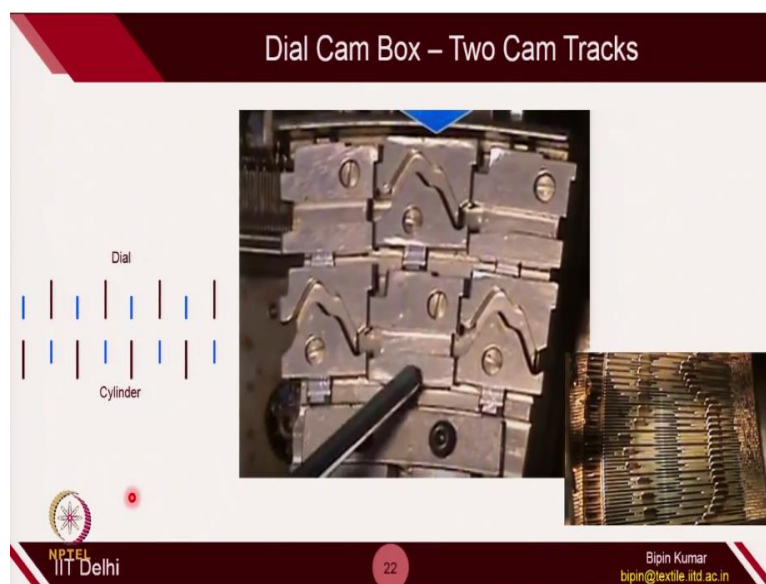 Dial Cam Box – Two Cam Tracks
Dial
Cylinder
NPTEL
IIT Delhi
22
Bipin Kumar
bipin@textile.iitd.ac.in